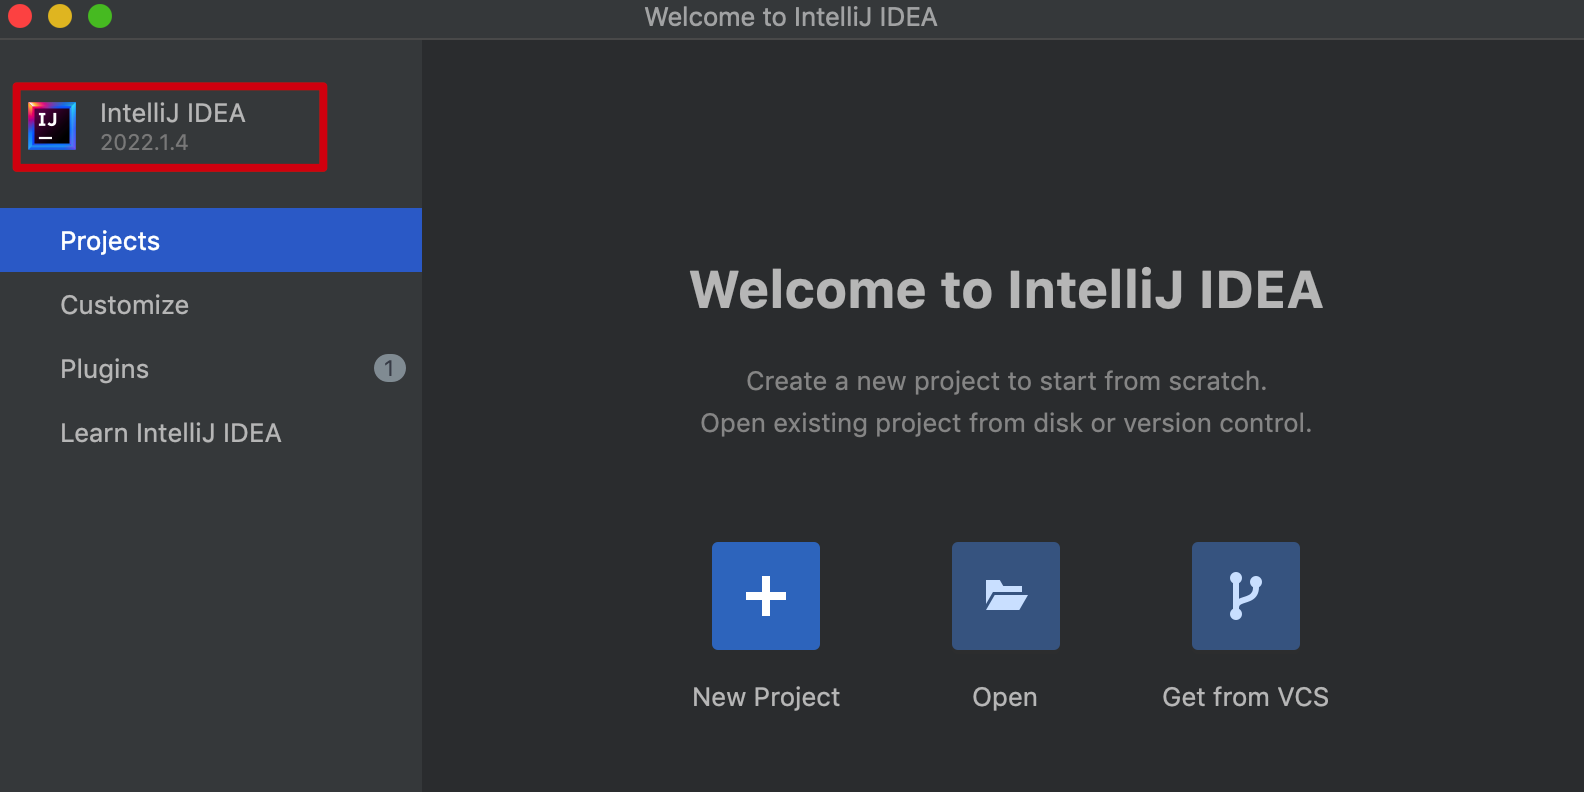 Welcome to IntelliJ IDEA
IJ
IntelliJ IDEA
2022.1.4
Projects
Customize
Plugins
1
Learn IntelliJ IDEA
Welcome to IntelliJ IDEA
Create a new project to start from scratch.
Open existing project from disk or version control.
New Project
Open
Get from VCS